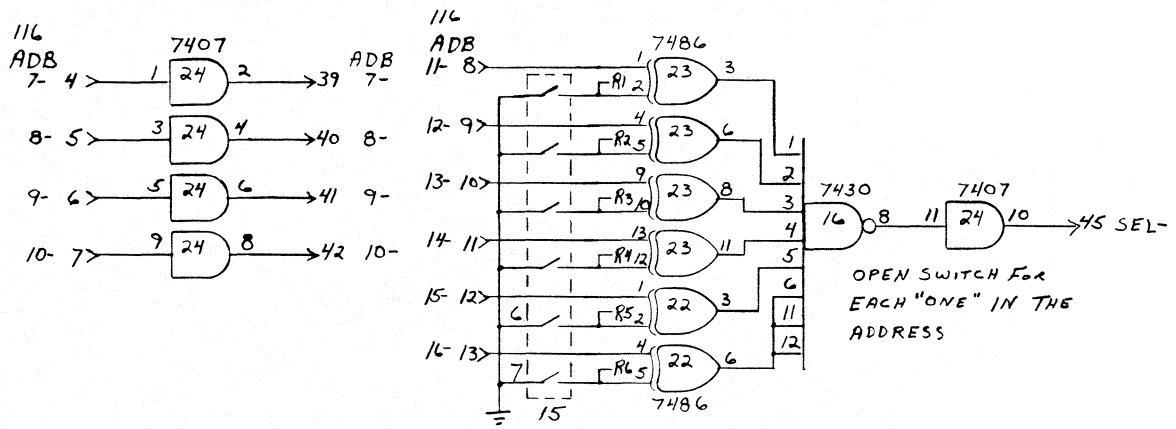 116
ADB
7407
ADB
7- 4 1 24 2 39 7-
8- 5 3 24 4 40 8-
9- 6 5 24 6 41 9-
10- 7 9 24 8 42 10-
116
ADB
7486
11- 8 1 R1 2 23 3
12- 9 4 R2 5 23 6
13- 10 9 R3 10 23 8
14- 11 13 R4 12 23 11
15- 12 1 6 R5 2 22 3
16- 13 4 7 R6 5 22 6
7486
15
1
2
3
4
5
6
11
12
7430
16 8
7407
11 24 10 45 SEL-
OPEN SWITCH FOR
EACH "ONE" IN THE
ADDRESS